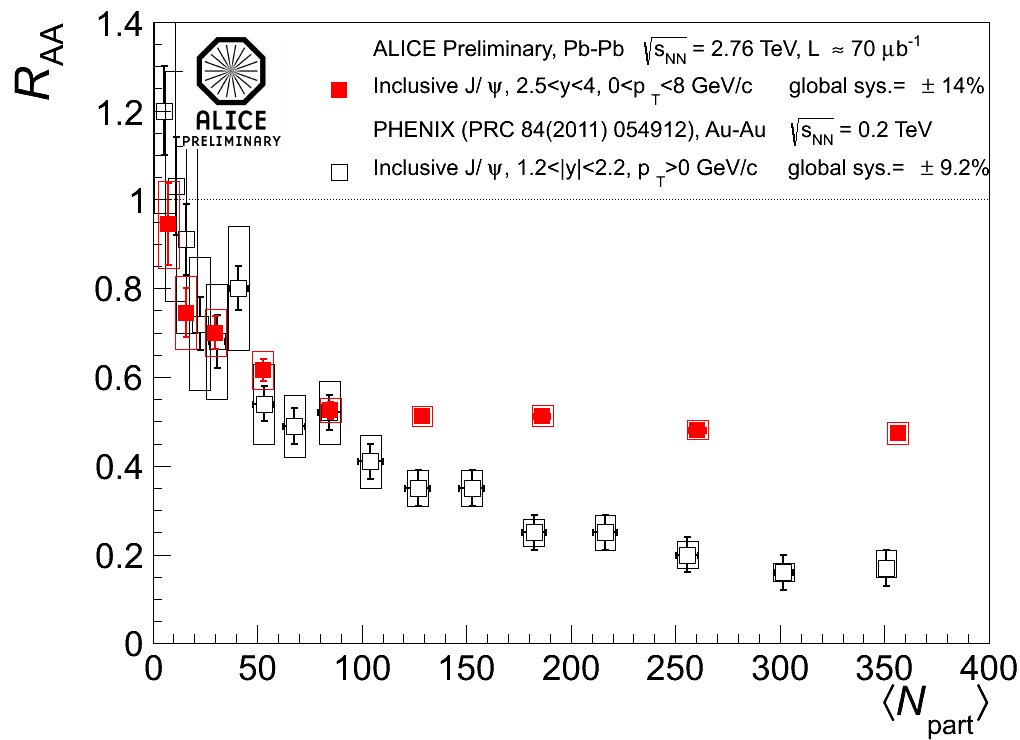 R_AA
1.4
1.2
1
0.8
0.6
0.4
0.2
0
ALICE
PRELIMINARY
ALICE Preliminary, Pb-Pb √s_NN = 2.76 TeV, L ≈ 70 μb⁻¹
Inclusive J/ψ, 2.5<y<4, 0<p_T<8 GeV/c global sys.= ± 14%
PHENIX (PRC 84(2011) 054912), Au-Au √s_NN = 0.2 TeV
Inclusive J/ψ, 1.2<|y|<2.2, p_T>0 GeV/c global sys.= ± 9.2%
0 50 100 150 200 250 300 350 400
⟨N_part⟩